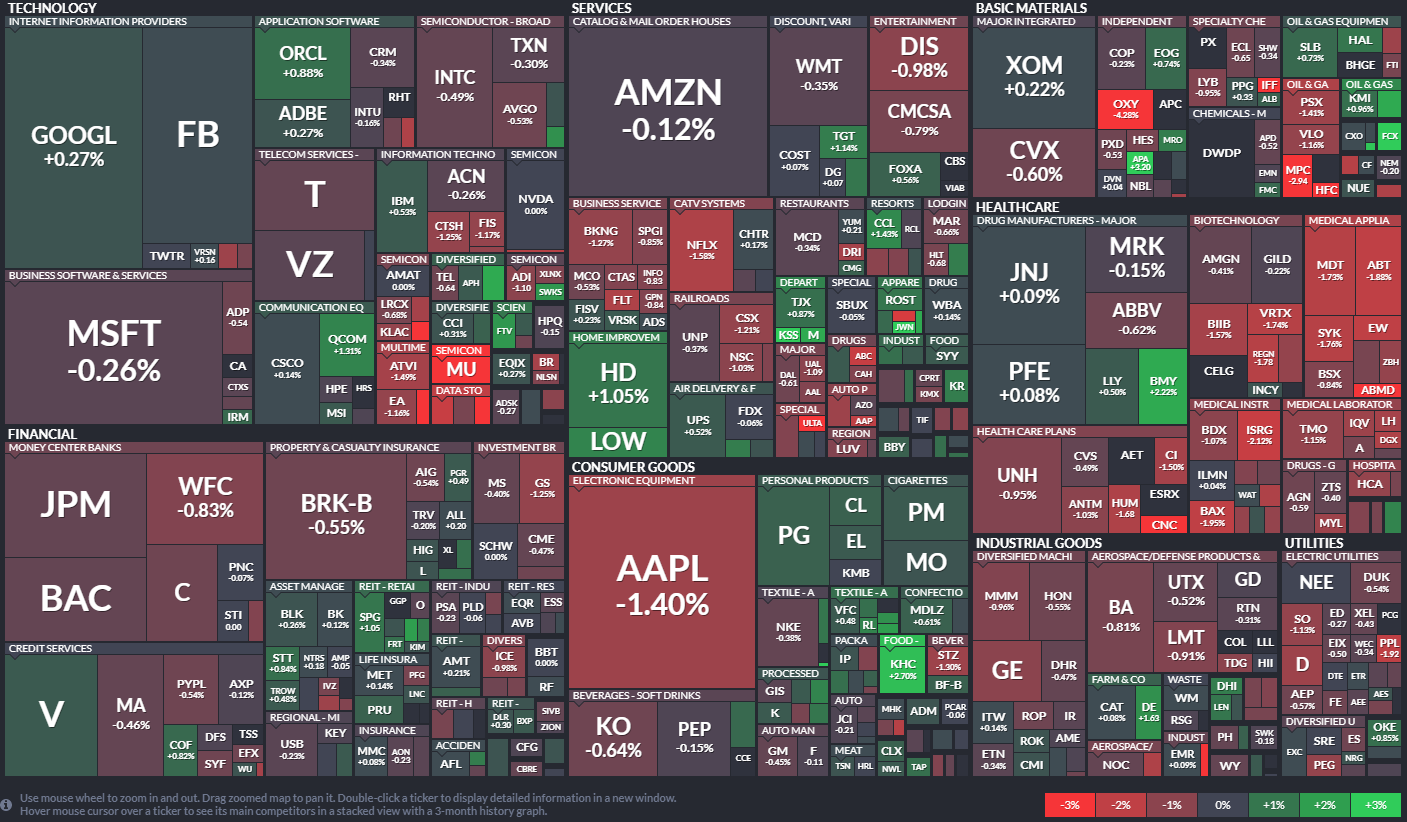 TECHNOLOGY
INTERNET INFORMATION PROVIDERS
GOOGL
+0.27%
FB
TWTR
VRSN
+0.16
APPLICATION SOFTWARE
ORCL
+0.88%
CRM
-0.34%
ADBE
+0.27%
INTU
-0.16%
RHT
SEMICONDUCTOR - BROAD
INTC
-0.49%
TXN
-0.30%
AVGO
-0.53%
TELECOM SERVICES -
T
VZ
INFORMATION TECHNO
IBM
+0.53%
ACN
-0.26%
CTSH
-1.25%
FIS
-1.17%
SEMICON
NVDA
0.00%
BUSINESS SOFTWARE & SERVICES
MSFT
-0.26%
ADP
-0.54
CA
CTXS
IRM
COMMUNICATION EQ
CSCO
+0.14%
QCOM
+1.31%
HPE
HRS
MSI
SEMICON
AMAT
0.00%
LRCX
-0.68%
KLAC
DIVERSIFIED
TEL
-0.64
APH
SEMICON
ADI
-1.10
XLNX
SWKS
DIVERSIFIE
CCI
+0.31%
SCIEN
FTV
HPQ
-0.15
MULTIME
ATVI
-1.49%
EA
-1.16%
SEMICON
MU
DATA STO
EQIX
+0.27%
BR
NLSN
ADSK
-0.27
SERVICES
CATALOG & MAIL ORDER HOUSES
AMZN
-0.12%
DISCOUNT, VARI
WMT
-0.35%
COST
+0.07%
TGT
+1.14%
DG
+0.07
ENTERTAINMENT
DIS
-0.98%
CMCSA
-0.79%
FOXA
+0.56%
CBS
VIAB
BUSINESS SERVICE
BKNG
-1.27%
SPGI
-0.85%
MCO
-0.53%
CTAS
INFO
-0.83
FLT
GPN
-0.84
FISV
+0.23%
VRSK
ADS
CATV SYSTEMS
NFLX
-1.58%
CHTR
+0.17%
RESTAURANTS
MCD
-0.34%
YUM
+0.21
DRI
CMG
RESORTS
CCL
+1.43%
RCL
LODGIN
MAR
-0.66%
HLT
-0.68
RAILROADS
UNP
-0.37%
CSX
-1.21%
NSC
-1.03%
DEPART
TJX
+0.87%
KSS
M
SPECIAL
SBUX
-0.05%
APPARE
ROST
JWN
DRUG
WBA
+0.14%
HOME IMPROVEM
HD
+1.05%
LOW
AIR DELIVERY & F
UPS
+0.52%
FDX
-0.06%
MAJOR
DAL
-0.61
UAL
-1.09
AAL
DRUGS
ABC
CAH
INDUST
FOOD
SYY
CPRT
KMX
KR
SPECIAL
ULTA
AUTO P
AZO
AAP
REGION
LUV
TIF
BBY
BASIC MATERIALS
MAJOR INTEGRATED
XOM
+0.22%
CVX
-0.60%
INDEPENDENT
COP
-0.23%
EOG
+0.74%
OXY
-4.28%
APC
PXD
-0.53
HES
MRO
APA
+3.20
DVN
+0.04
NBL
SPECIALTY CHE
PX
ECL
-0.65
SHW
-0.34
LYB
-0.95%
PPG
+0.33
IFF
ALB
CHEMICALS - M
DWDP
APD
-0.52
EMN
FMC
OIL & GAS EQUIPMEN
SLB
+0.73%
HAL
BHGE
FTI
OIL & GA
PSX
-1.41%
VLO
-1.16%
MPC
-2.94
HFC
OIL & GAS
KMI
+0.96%
CXO
FCX
CF
NEM
-0.20
NUE
HEALTHCARE
DRUG MANUFACTURERS - MAJOR
JNJ
+0.09%
PFE
+0.08%
MRK
-0.15%
ABBV
-0.62%
LLY
+0.50%
BMY
+2.22%
BIOTECHNOLOGY
AMGN
-0.41%
GILD
-0.22%
BIIB
-1.57%
VRTX
-1.74%
REGN
-1.78
CELG
INCY
MEDICAL APPLIA
MDT
-1.73%
ABT
-1.88%
SYK
-1.76%
EW
ZBH
BSX
-0.84%
ABMD
HEALTH CARE PLANS
UNH
-0.95%
CVS
-0.49%
AET
CI
-1.50%
ANTM
-1.03%
HUM
-1.68
ESRX
CNC
MEDICAL INSTR
BDX
-1.07%
ISRG
-2.12%
ILMN
+0.04%
WAT
BAX
-1.95%
MEDICAL LABORATOR
TMO
-1.15%
IQV
LH
A
DGX
DRUGS - G
AGN
-0.59
ZTS
-0.40
MYL
HOSPITA
HCA
FINANCIAL
MONEY CENTER BANKS
JPM
WFC
-0.83%
BAC
C
PNC
-0.07%
STI
0.00
PROPERTY & CASUALTY INSURANCE
BRK-B
-0.55%
AIG
-0.54%
PGR
+0.49
TRV
-0.20%
ALL
+0.20
HIG
XL
L
INVESTMENT BR
MS
-0.40%
GS
-1.25%
SCHW
0.00%
CME
-0.47%
CREDIT SERVICES
V
MA
-0.46%
PYPL
-0.54%
AXP
-0.12%
COF
+0.82%
DFS
TSS
SYF
EFX
WU
ASSET MANAGE
BLK
+0.26%
BK
+0.12%
STT
+0.84%
NTRS
+0.18
AMP
-0.05
TROW
+0.48%
IVZ
REIT - RETAI
SPG
+1.05
GGP
O
FRT
KIM
REIT - INDU
PSA
-0.23
PLD
-0.06
REIT - RES
EQR
ESS
AVB
LIFE INSURA
MET
+0.14%
PFG
LNC
PRU
REIT -
AMT
+0.21%
DIVERS
ICE
-0.98%
BBT
0.00%
RF
REGIONAL - MI
USB
-0.23%
KEY
INSURANCE
MMC
+0.08%
AON
-0.23
REIT - H
REIT -
DLR
+0.30
BXP
SIVB
ZION
ACCIDEN
AFL
CFG
CBRE
CONSUMER GOODS
ELECTRONIC EQUIPMENT
AAPL
-1.40%
BEVERAGES - SOFT DRINKS
KO
-0.64%
PEP
-0.15%
CCE
PERSONAL PRODUCTS
PG
CL
EL
KMB
CIGARETTES
PM
MO
TEXTILE - A
NKE
-0.38%
TEXTILE - A
VFC
+0.48
RL
CONFECTIO
MDLZ
+0.61%
PACKA
IP
FOOD -
KHC
+2.70%
BEVER
STZ
-1.30%
BF-B
PROCESSED
GIS
K
AUTO
JCI
-0.21
MHK
ADM
PCAR
-0.06
AUTO MAN
GM
-0.45%
F
-0.11
MEAT
TSN
HRL
CLX
NWL
TAP
INDUSTRIAL GOODS
DIVERSIFIED MACHI
MMM
-0.96%
HON
-0.55%
GE
DHR
-0.47%
ITW
+0.14%
ROP
IR
ROK
AME
ETN
-0.34%
CMI
AEROSPACE/DEFENSE PRODUCTS &
BA
-0.81%
UTX
-0.52%
GD
LMT
-0.91%
RTN
-0.31%
COL
LLL
TDG
HII
FARM & CO
CAT
+0.08%
DE
+1.63
AEROSPACE/
NOC
WASTE
WM
RSG
INDUST
EMR
+0.09%
DHI
LEN
PH
SWK
-0.18
WY
UTILITIES
ELECTRIC UTILITIES
NEE
DUK
-0.54%
SO
-1.13%
ED
-0.27
XEL
-0.43
PCG
D
EIX
-0.50
WEC
-0.34
PPL
-1.92
DTE
ETR
AEP
-0.57%
FE
AEE
AES
DIVERSIFIED U
EXC
SRE
ES
PEG
NRG
OKE
+0.85%
Use mouse wheel to zoom in and out. Drag zoomed map to pan it. Double-click a ticker to display detailed information in a new window.
Hover mouse cursor over a ticker to see its main competitors in a stacked view with a 3-month history graph.
-3%
-2%
-1%
0%
+1%
+2%
+3%